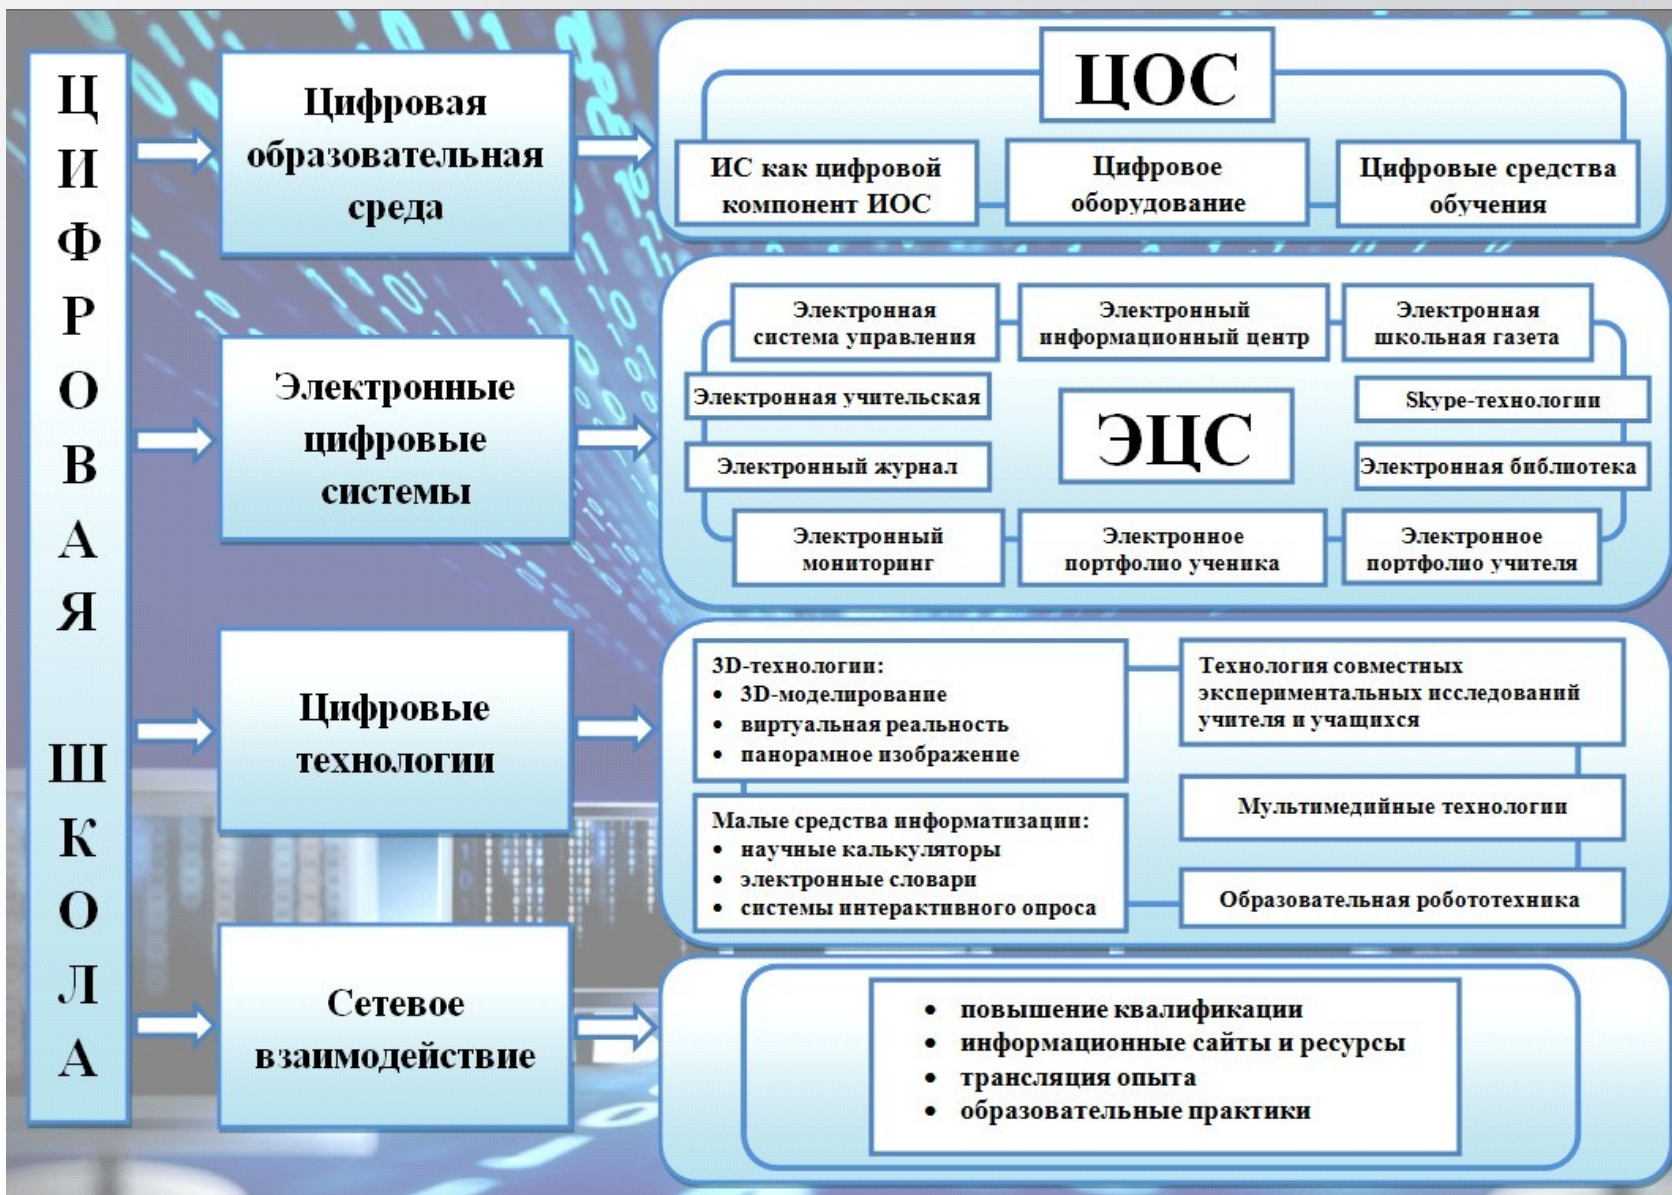 ЦИФРОВАЯ ШКОЛА
Цифровая
образовательная
среда
ЦОС
ИС как цифровой
компонент ИОС
Цифровое
оборудование
Цифровые средства
обучения
Электронные
цифровые
системы
Электронная
система управления
Электронный
информационный центр
Электронная
школьная газета
Электронная учительская
ЭЦС
Skype-технологии
Электронный журнал
Электронная библиотека
Электронный
мониторинг
Электронное
портфолио ученика
Электронное
портфолио учителя
Цифровые
технологии
3D-технологии:
• 3D-моделирование
• виртуальная реальность
• панорамное изображение
Технология совместных
экспериментальных исследований
учителя и учащихся
Малые средства информатизации:
• научные калькуляторы
• электронные словари
• системы интерактивного опроса
Мультимедийные технологии
Образовательная робототехника
Сетевое
взаимодействие
• повышение квалификации
• информационные сайты и ресурсы
• трансляция опыта
• образовательные практики